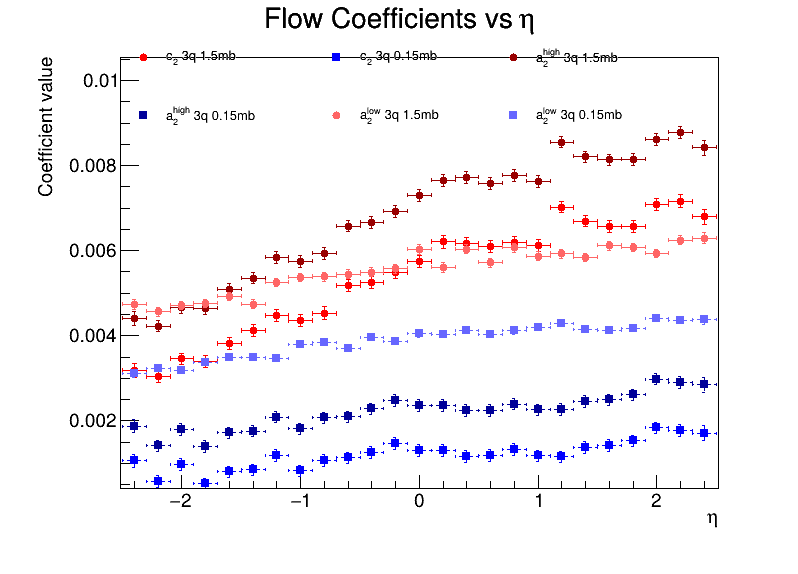 Flow Coefficients vs η
Coefficient value
c2 3q 1.5mb
c2 3q 0.15mb
a2high 3q 1.5mb
a2high 3q 0.15mb
a2low 3q 1.5mb
a2low 3q 0.15mb
0.01
0.008
0.006
0.004
0.002
−2 −1 0 1 2
η